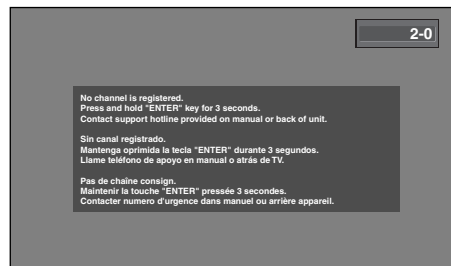 2-0
No channel is registered.
Press and hold "ENTER" key for 3 seconds.
Contact support hotline provided on manual or back of unit.
Sin canal registrado.
Mantenga oprimida la tecla "ENTER" durante 3 segundos.
Llame teléfono de apoyo en manual o atrás de TV.
Pas de chaîne consign.
Maintenir la touche "ENTER" pressée 3 secondes.
Contacter numero d'urgence dans manuel ou arrière appareil.